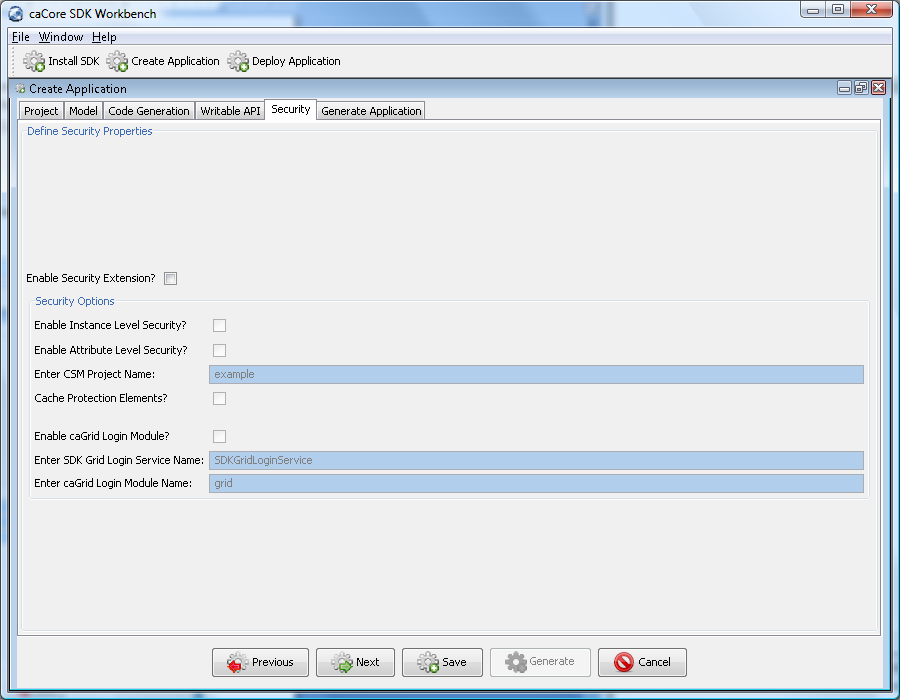 caCore SDK Workbench
File Window Help
Install SDK Create Application Deploy Application
Create Application
Project Model Code Generation Writable API Security Generate Application
Define Security Properties
Enable Security Extension?
Security Options
Enable Instance Level Security?
Enable Attribute Level Security?
Enter CSM Project Name: example
Cache Protection Elements?
Enable caGrid Login Module?
Enter SDK Grid Login Service Name: SDKGridLoginService
Enter caGrid Login Module Name: grid
Previous Next Save Generate Cancel